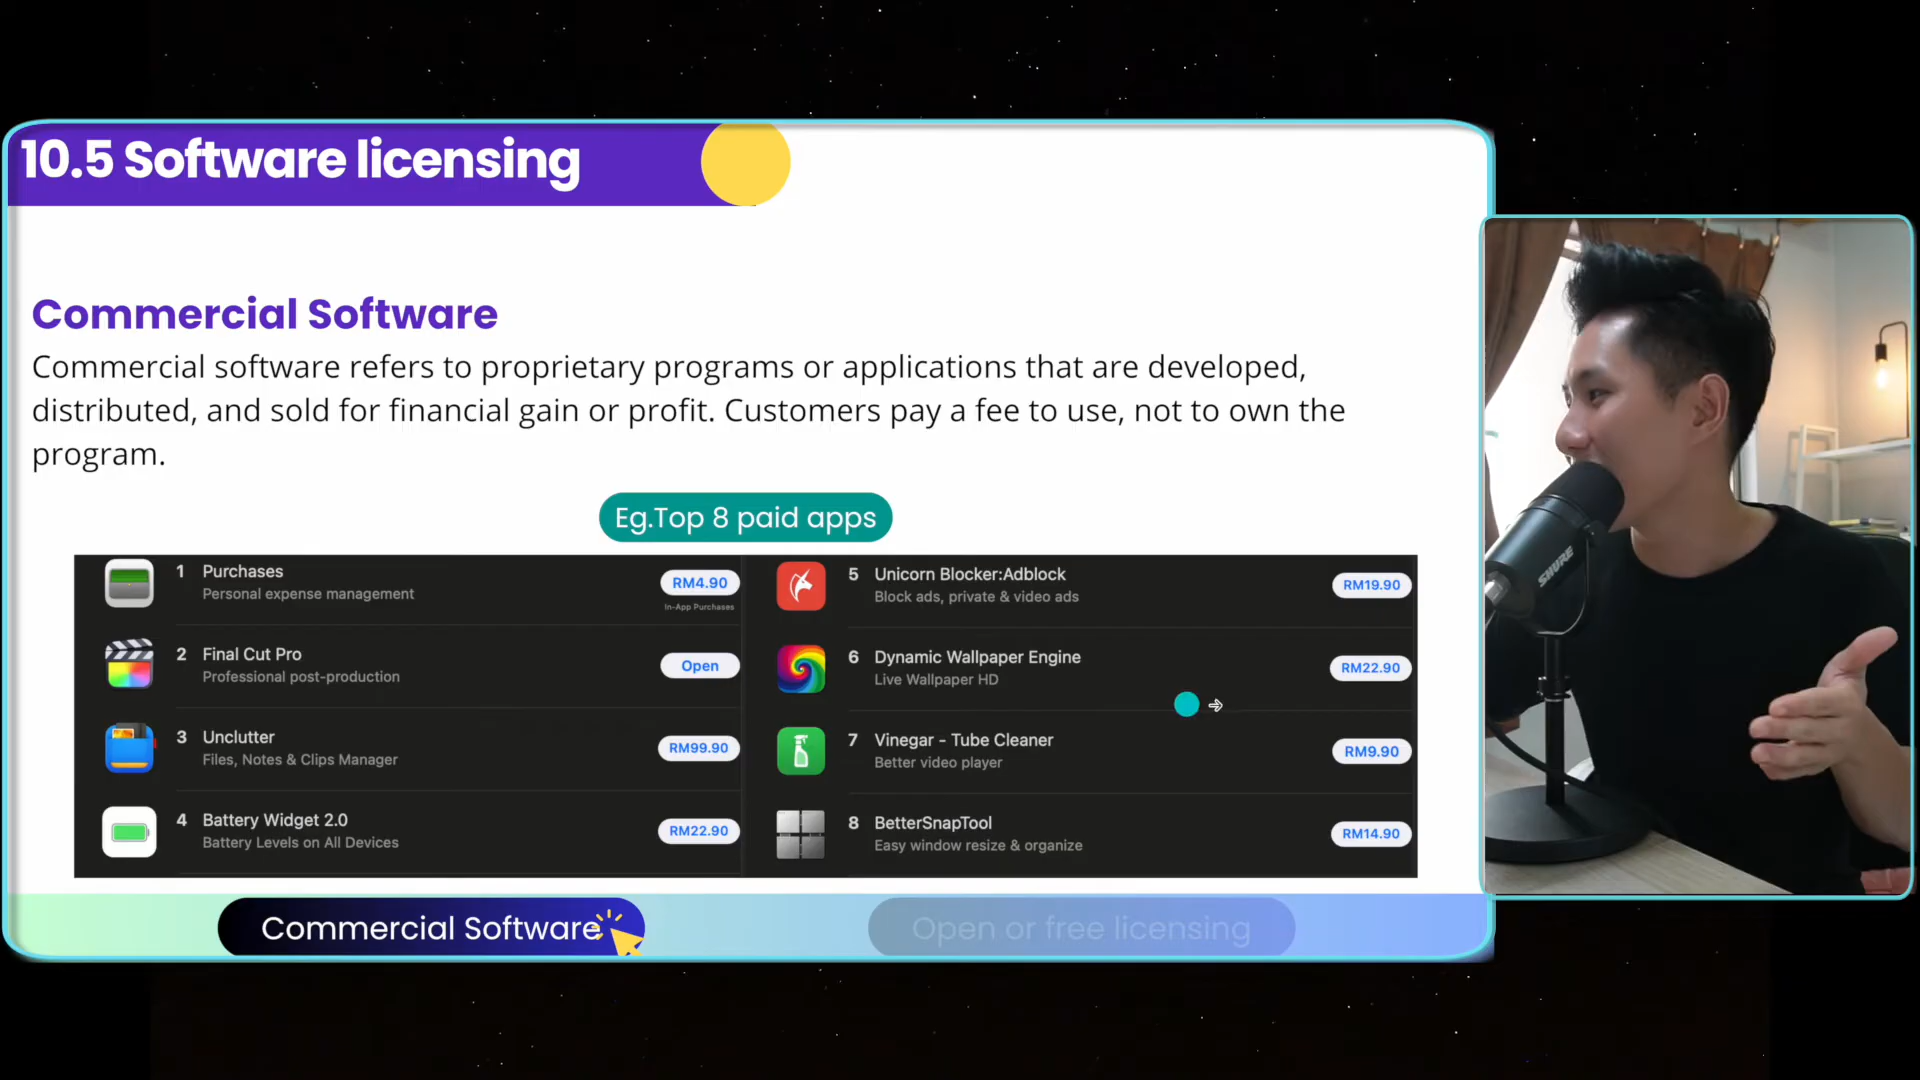 10.5 Software licensing
Commercial Software
Commercial software refers to proprietary programs or applications that are developed,
distributed, and sold for financial gain or profit. Customers pay a fee to use, not to own the
program.
Eg.Top 8 paid apps
1 Purchases
Personal expense management
RM4.90
In-App Purchases
2 Final Cut Pro
Professional post-production
Open
3 Unclutter
Files, Notes & Clips Manager
RM99.90
4 Battery Widget 2.0
Battery Levels on All Devices
RM22.90
5 Unicorn Blocker:Adblock
Block ads, private & video ads
RM19.90
6 Dynamic Wallpaper Engine
Live Wallpaper HD
RM22.90
7 Vinegar - Tube Cleaner
Better video player
RM9.90
8 BetterSnapTool
Easy window resize & organize
RM14.90
Commercial Software
Open or free licensing
SHURE